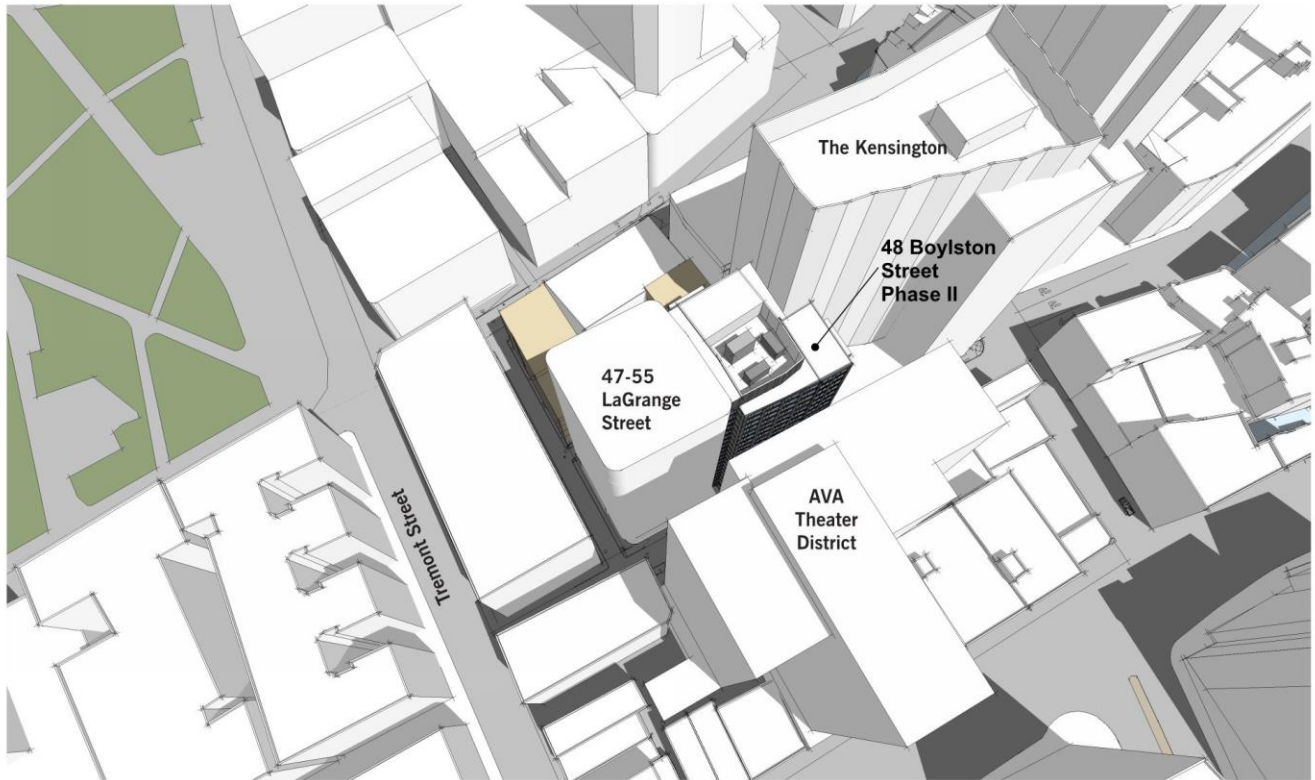 The Kensington
48 Boylston
Street
Phase II
47-55
LaGrange
Street
AVA
Theater
District
Tremont Street